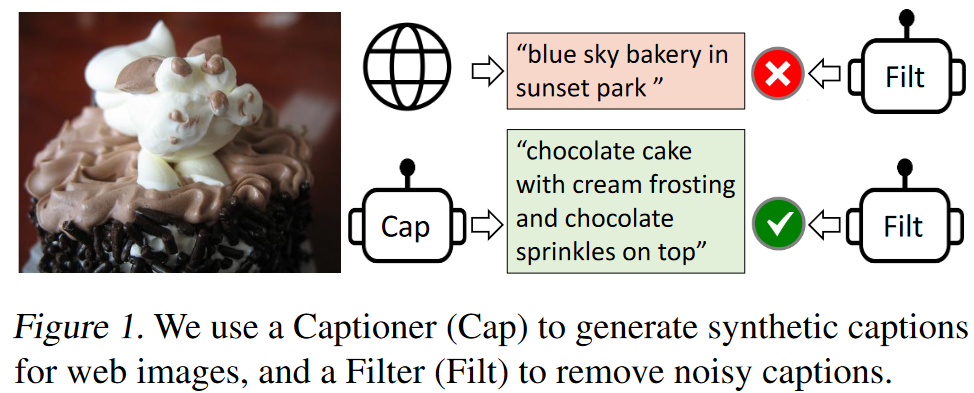 “blue sky bakery in
sunset park ”
Filt
“chocolate cake
with cream frosting
and chocolate
sprinkles on top”
Cap
Filt
Figure 1. We use a Captioner (Cap) to generate synthetic captions
for web images, and a Filter (Filt) to remove noisy captions.